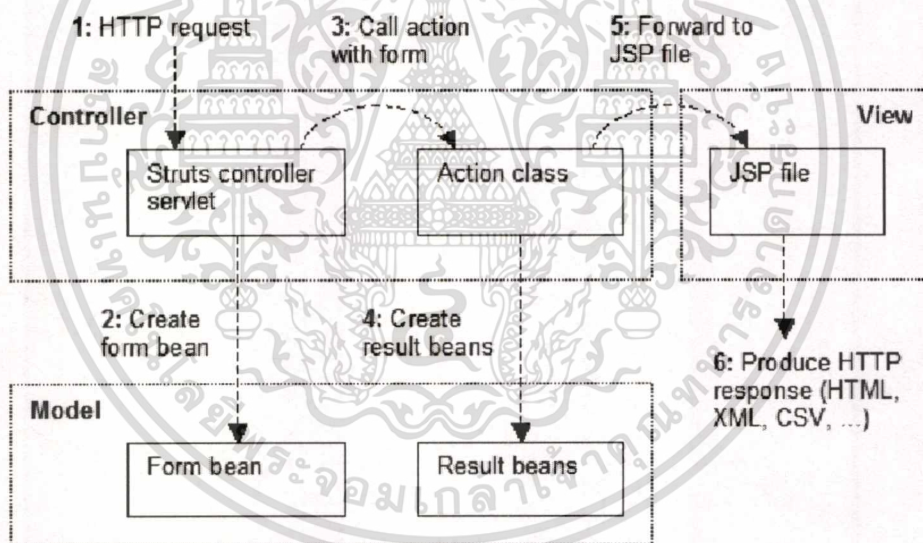 1: HTTP request
3: Call action
with form
5: Forward to
JSP file
Controller
View
Struts controller
servlet
Action class
JSP file
2: Create
form bean
4: Create
result beans
6: Produce HTTP
response (HTML,
XML, CSV, ...)
Model
Form bean
Result beans